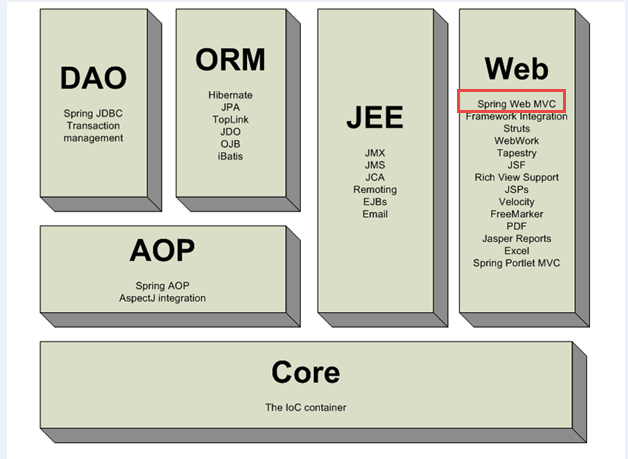 DAO
Spring JDBC
Transaction
management
ORM
Hibernate
JPA
TopLink
JDO
OJB
iBatis
JEE
JMX
JMS
JCA
Remoting
EJBs
Email
Web
Spring Web MVC
Framework Integration
Struts
WebWork
Tapestry
JSF
Rich View Support
JSPs
Velocity
FreeMarker
PDF
Jasper Reports
Excel
Spring Portlet MVC
AOP
Spring AOP
AspectJ integration
Core
The IoC container